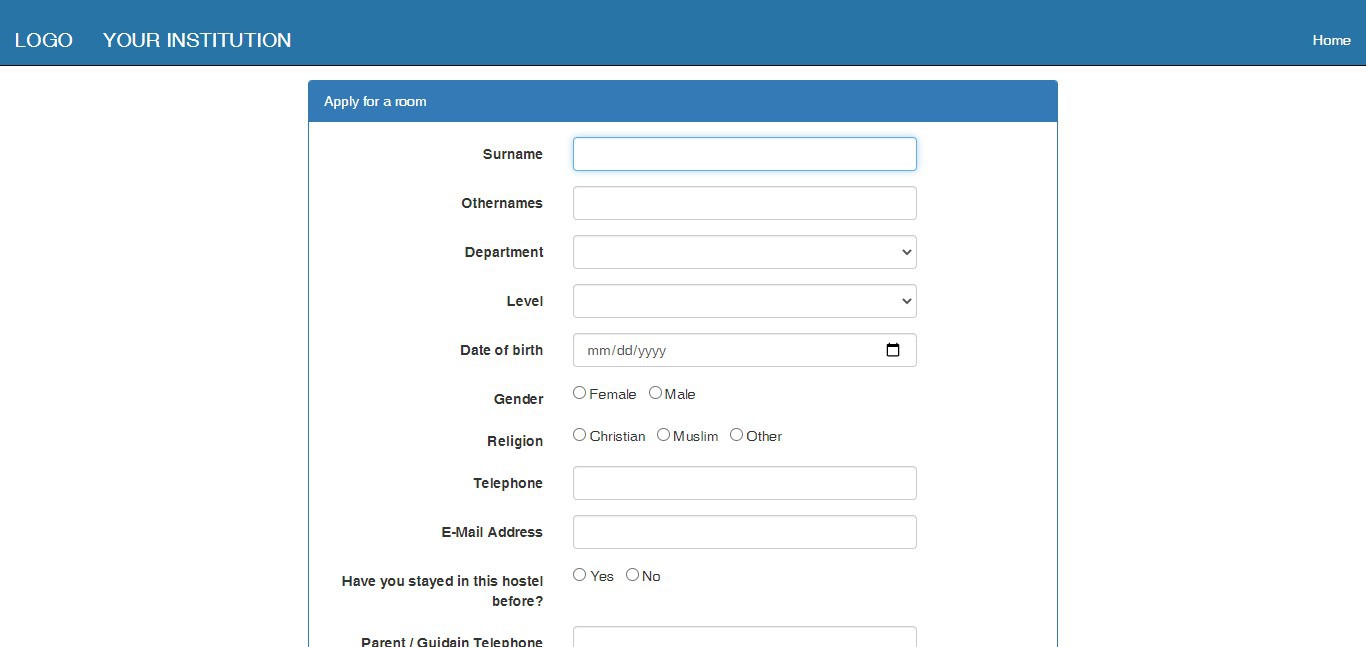 LOGO YOUR INSTITUTION Home
Apply for a room
Surname
Othernames
Department
Level
Date of birth mm/dd/yyyy
Gender Female Male
Religion Christian Muslim Other
Telephone
E-Mail Address
Have you stayed in this hostel Yes No
before?
Parent / Guidain Telephone